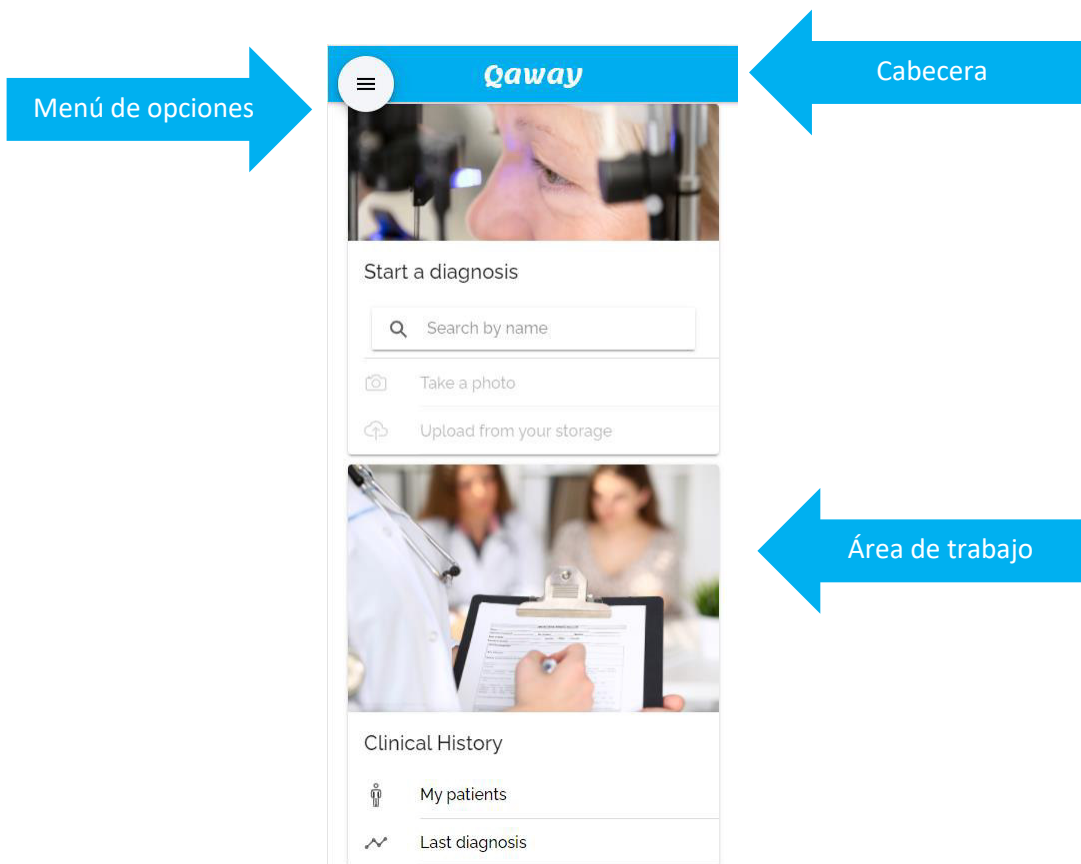 Cabecera
Qaway
Menú de opciones
Start a diagnosis
Search by name
Take a photo
Upload from your storage
Área de trabajo
Clinical History
My patients
Last diagnosis